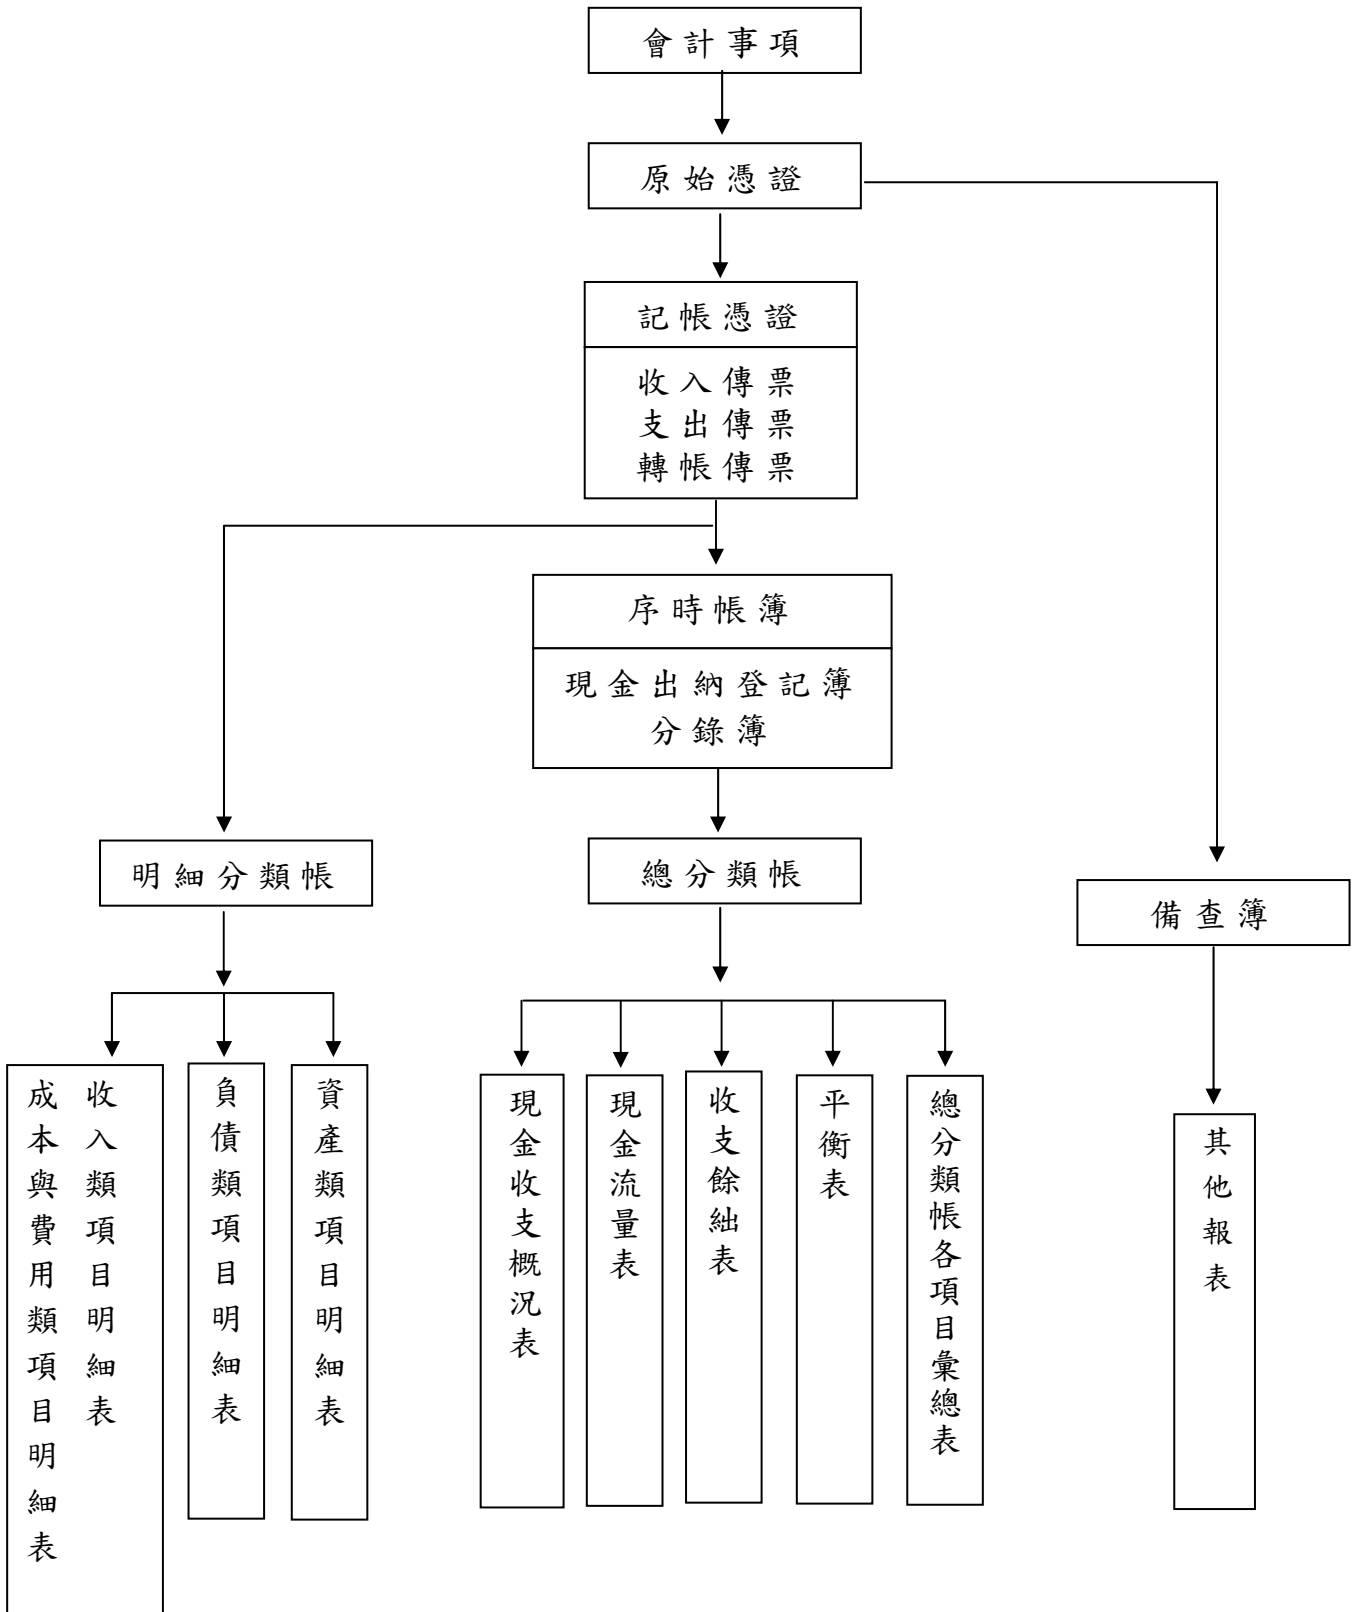 會計事項
原始憑證
記帳憑證
收入傳票
支出傳票
轉帳傳票
序時帳簿
現金出納登記簿
分錄簿
明細分類帳
總分類帳
備查簿
收入類項目明細表
成本與費用類項目明細表
負債類項目明細表
資產類項目明細表
現金收支概況表
現金流量表
收支餘絀表
平衡表
總分類帳各項目彙總表
其他報表